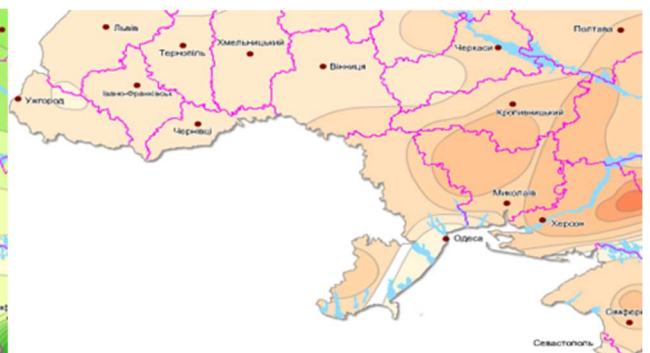 Львів
Полтава
Хмельницький
Черкаси
Тернопіль
Вінниця
Івано-Франківськ
Ужгород
Кропивницький
Чернівці
Миколаїв
Херсон
Одеса
Сімферо
Севастополь